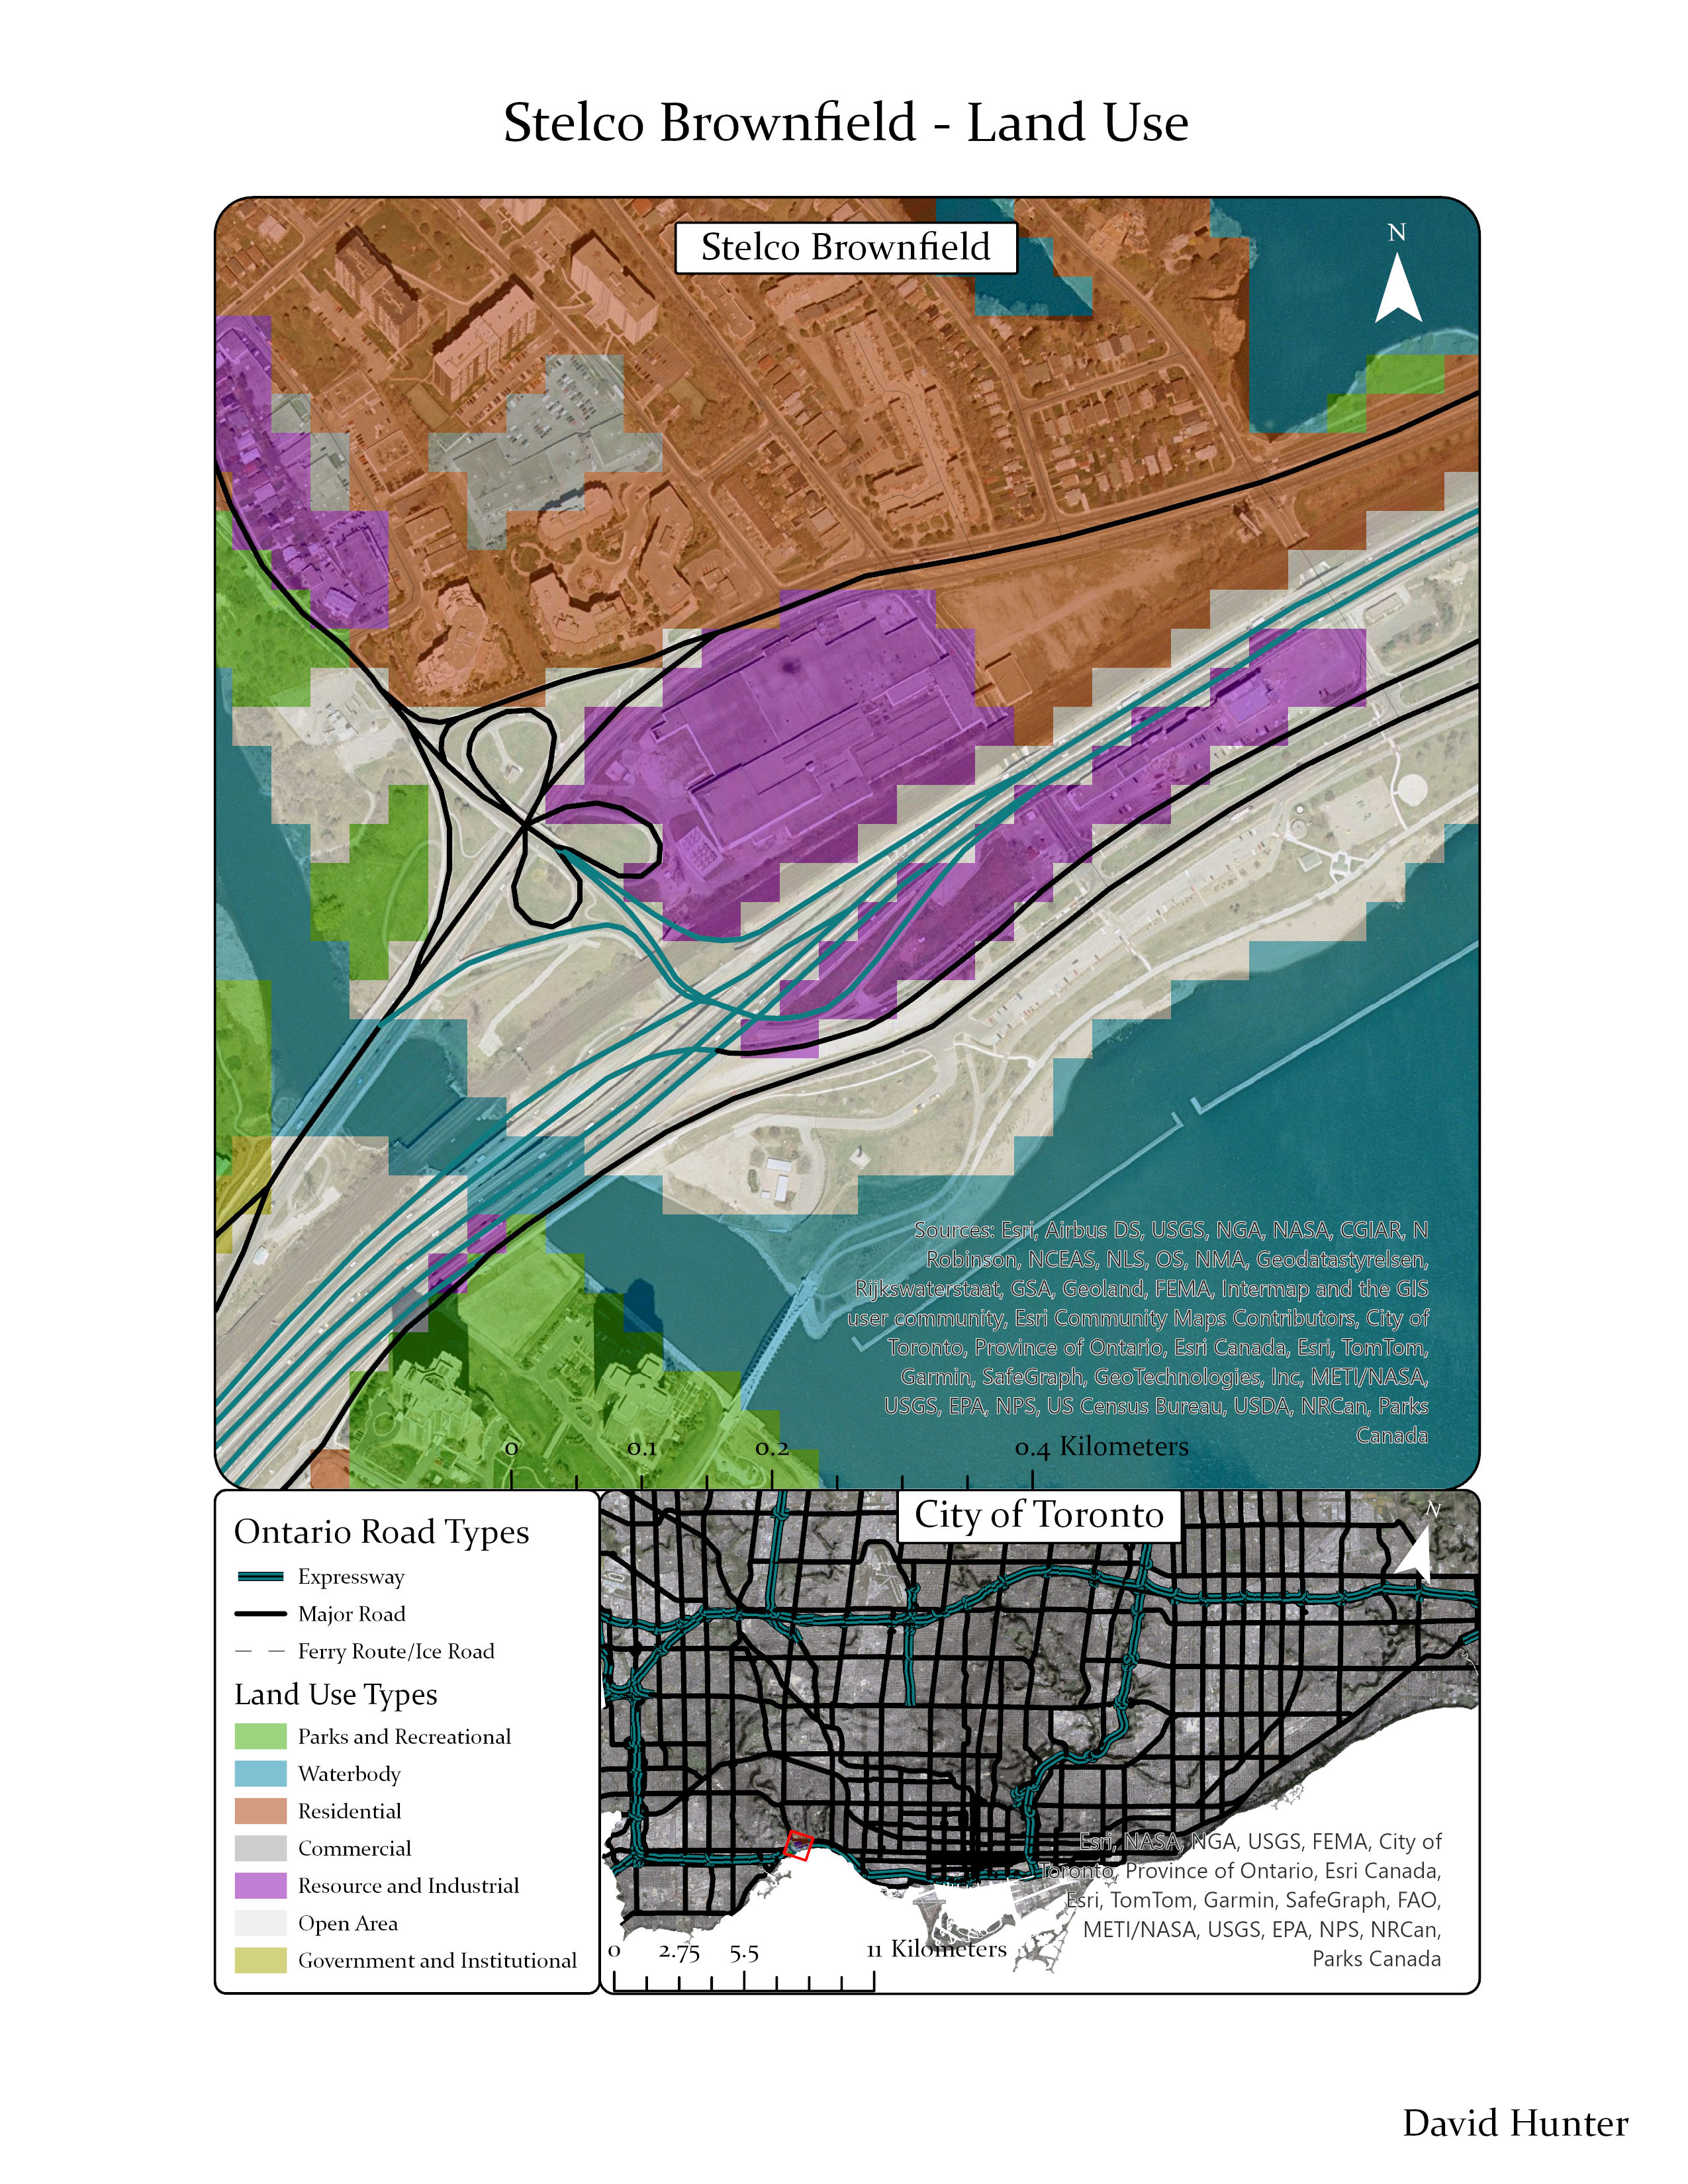 Stelco Brownfield - Land Use
Stelco Brownfield
N
Sources: Esri, Airbus DS, USGS, NGA, NASA, CGIAR, N
Robinson, NCEAS, NLS, OS, NMA, Geodatastyrelsen,
Rijkswaterstaat, GSA, Geoland, FEMA, Intermap and the GIS
user community, Esri Community Maps Contributors, City of
Toronto, Province of Ontario, Esri Canada, Esri, TomTom,
Garmin, SafeGraph, GeoTechnologies, Inc, METI/NASA,
USGS, EPA, NPS, US Census Bureau, USDA, NRCan, Parks
Canada
0 0.1 0.2 0.4 Kilometers
Ontario Road Types
Expressway
Major Road
Ferry Route/Ice Road
Land Use Types
Parks and Recreational
Waterbody
Residential
Commercial
Resource and Industrial
Open Area
Government and Institutional
City of Toronto
N
Esri, NASA, NGA, USGS, FEMA, City of
Toronto, Province of Ontario, Esri Canada,
Esri, TomTom, Garmin, SafeGraph, FAO,
METI/NASA, USGS, EPA, NPS, NRCan,
Parks Canada
0 2.75 5.5 11 Kilometers
David Hunter